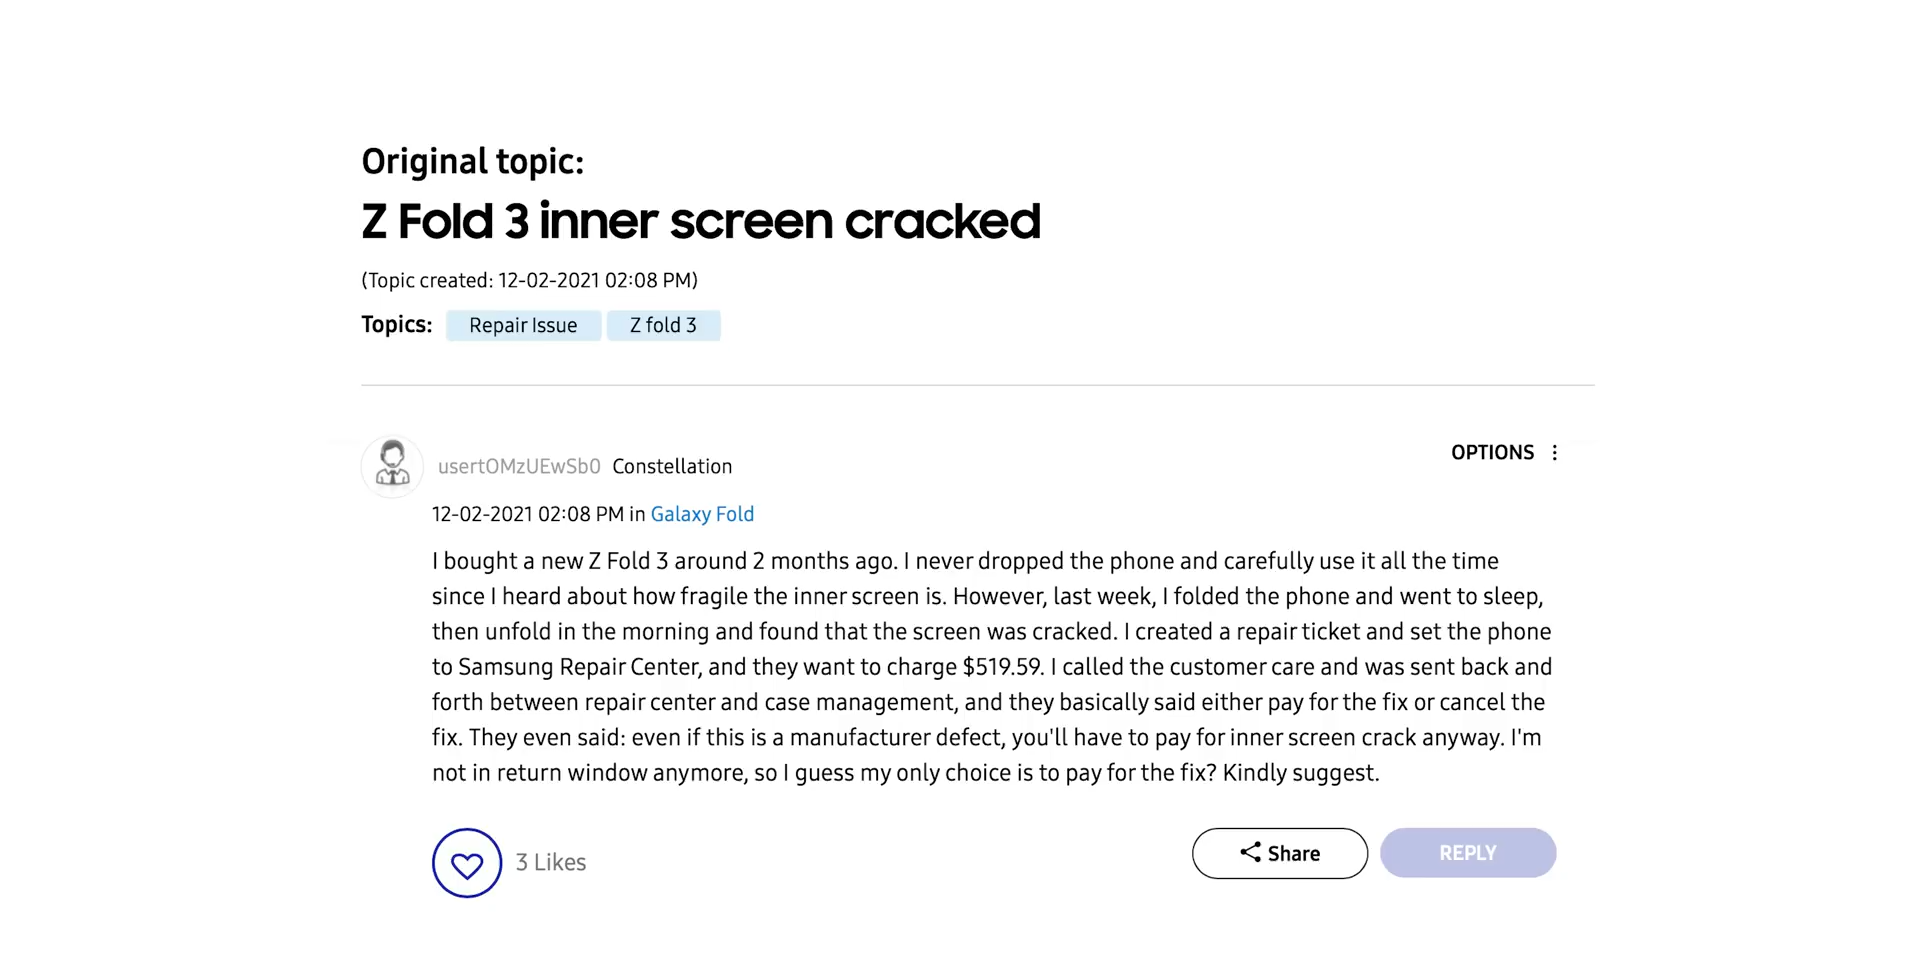 Original topic:
Z Fold 3 inner screen cracked
(Topic created: 12-02-2021 02:08 PM)
Topics: Repair Issue Z fold 3
usertOMzUEwSb0 Constellation
OPTIONS
12-02-2021 02:08 PM in Galaxy Fold
I bought a new Z Fold 3 around 2 months ago. I never dropped the phone and carefully use it all the time
since I heard about how fragile the inner screen is. However, last week, I folded the phone and went to sleep,
then unfold in the morning and found that the screen was cracked. I created a repair ticket and set the phone
to Samsung Repair Center, and they want to charge $519.59. I called the customer care and was sent back and
forth between repair center and case management, and they basically said either pay for the fix or cancel the
fix. They even said: even if this is a manufacturer defect, you'll have to pay for inner screen crack anyway. I'm
not in return window anymore, so I guess my only choice is to pay for the fix? Kindly suggest.
3 Likes
Share
REPLY